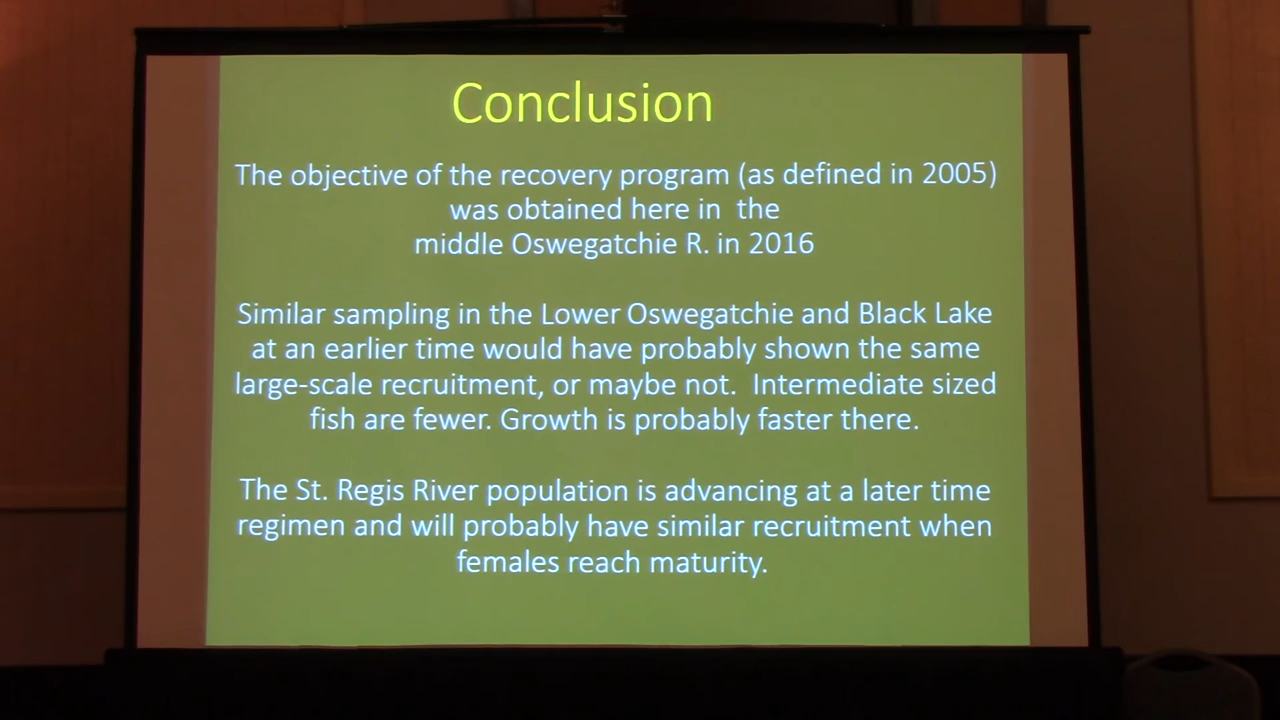 Conclusion
The objective of the recovery program (as defined in 2005)
was obtained here in the
middle Oswegatchie R. in 2016
Similar sampling in the Lower Oswegatchie and Black Lake
at an earlier time would have probably shown the same
large-scale recruitment, or maybe not. Intermediate sized
fish are fewer. Growth is probably faster there.
The St. Regis River population is advancing at a later time
regimen and will probably have similar recruitment when
females reach maturity.